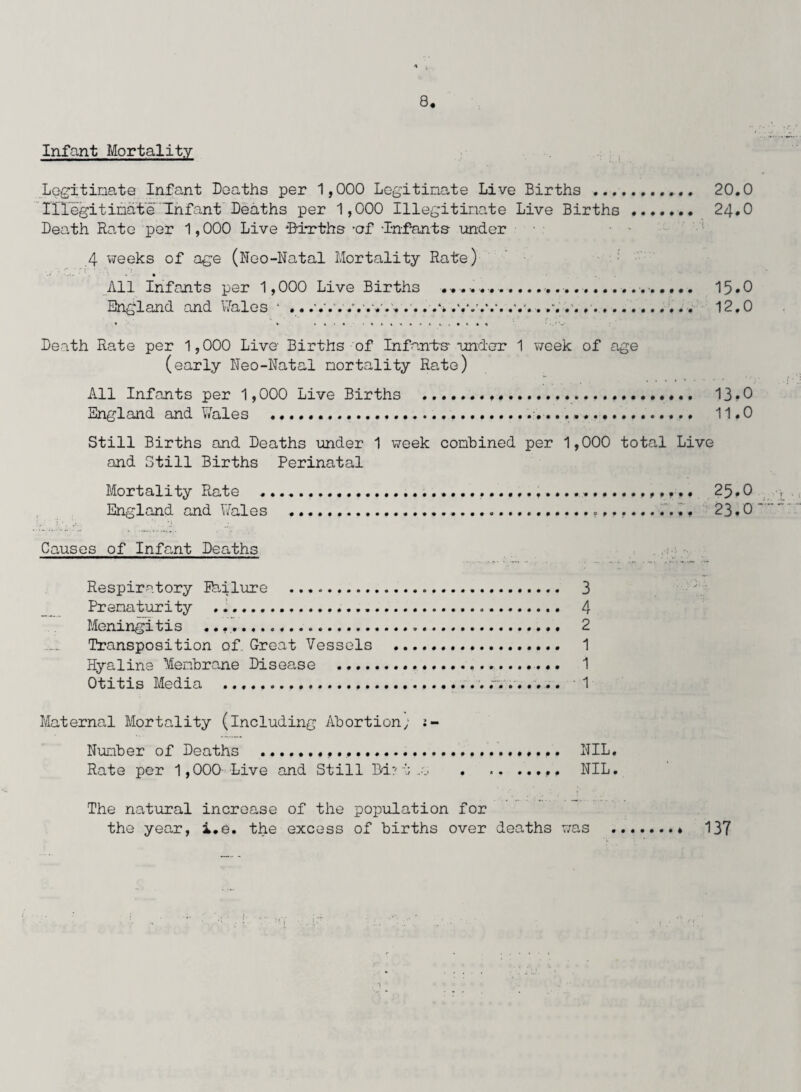 8.
Infant Mortality
Legitimate Infant Deaths per 1,000 Legitimate Live Births ........... 20.0
Illegitimate Infant Deaths per 1,000 Illegitimate Live Births ....... 24.0
Death Rate per 1,000 Live Births of Infants under
4 weeks of age (Neo-Natal Mortality Rate)
All Infants per 1,000 Live Births ............................ 15.0
England and Wales ............................................ 12.0
Death Rate per 1,000 Live Births of Infants under 1 week of age
(early Neo-Natal mortality Rate)
All Infants per 1,000 Live Births .............................. 13.0
England and Wales .............................................. 11.0
Still Births and Deaths under 1 week combined per 1,000 total Live
and Still Births Perinatal
Mortality Rate ............................................... 25.0
England and Wales ............................................ 23.0
Causes of Infant Deaths
Respiratory Failure .............................. 3
Prematurity ...................................... 4
Meningitis ....................................... 2
Transposition of Great Vessels ................... 1
Hyaline Membrane Disease ......................... 1
Otitis Media ..................................... 1
Maternal Mortality (Including Abortion) :-
Number of Deaths ................................. NIL.
Rate per 1,000 Live and Still . .. ..... NIL.
The natural increase of the population for
the year, i.e. the excess of births over deaths was ........ 137